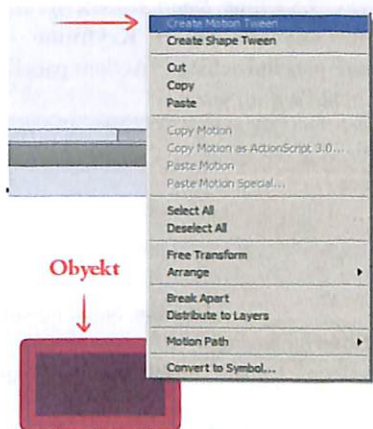 Create Motion Tween
Create Shape Tween
Cut
Copy
Paste
Copy Motion
Copy Motion as ActionScript 3.0...
Paste Motion
Paste Motion Special...
Select All
Deselect All
Free Transform
Arrange
Break Apart
Distribute to Layers
Motion Path
Convert to Symbol...
Obyekt